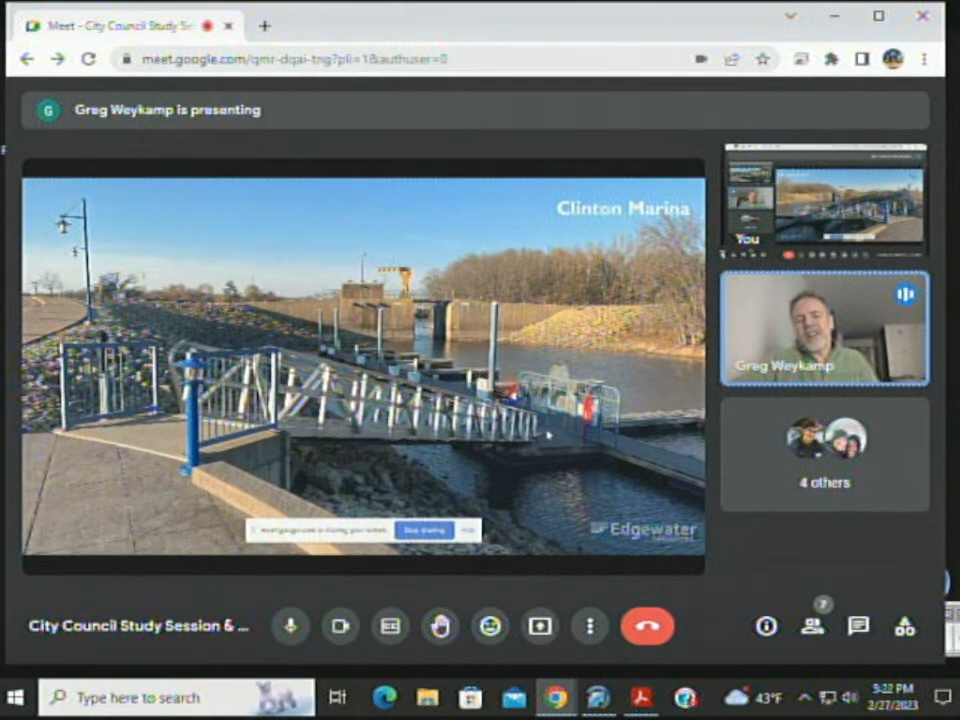 Meet - City Council Study Se
meet.google.com/qmr-dqai-tng?pli=1&authuser=0
G
Greg Weykamp is presenting
Clinton Marina
You
Greg Weykamp
4 others
Stop sharing
Edgewater
City Council Study Session & ...
7
Type here to search
43°F
5:22 PM
2/27/2023